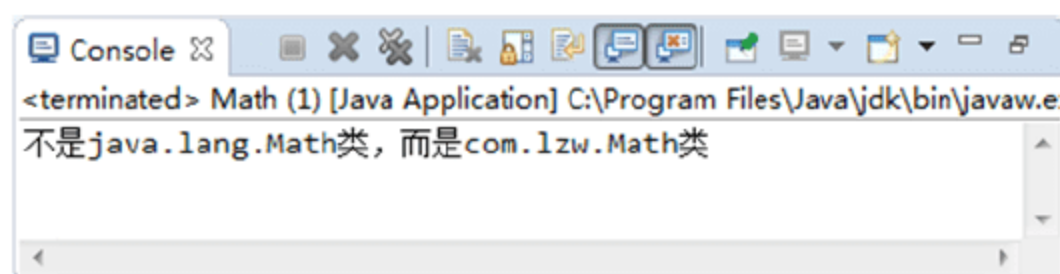 Console
<terminated> Math (1) [Java Application] C:\Program Files\Java\jdk\bin\javaw.e
不是java.lang.Math类，而是com.lzw.Math类